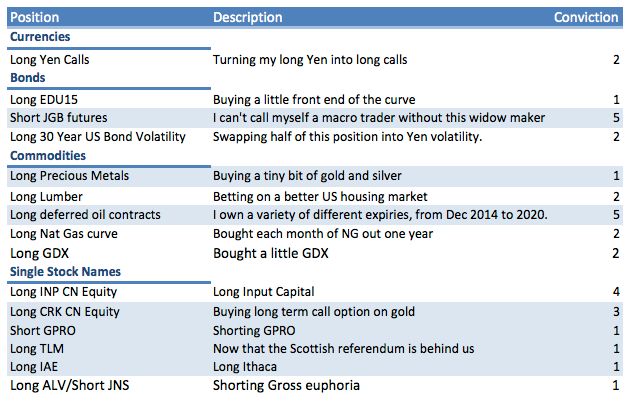 Position Description Conviction
Currencies
Long Yen Calls Turning my long Yen into long calls 2
Bonds
Long EDU15 Buying a little front end of the curve 1
Short JGB futures I can't call myself a macro trader without this widow maker 5
Long 30 Year US Bond Volatility Swapping half of this position into Yen volatility. 2
Commodities
Long Precious Metals Buying a tiny bit of gold and silver 1
Long Lumber Betting on a better US housing market 2
Long deferred oil contracts I own a variety of different expiries, from Dec 2014 to 2020. 5
Long Nat Gas curve Bought each month of NG out one year 2
Long GDX Bought a little GDX 2
Single Stock Names
Long INP CN Equity Long Input Capital 4
Long CRK CN Equity Buying long term call option on gold 3
Short GPRO Shorting GPRO 1
Long TLM Now that the Scottish referendum is behind us 1
Long IAE Long Ithaca 1
Long ALV/Short JNS Shorting Gross euphoria 1